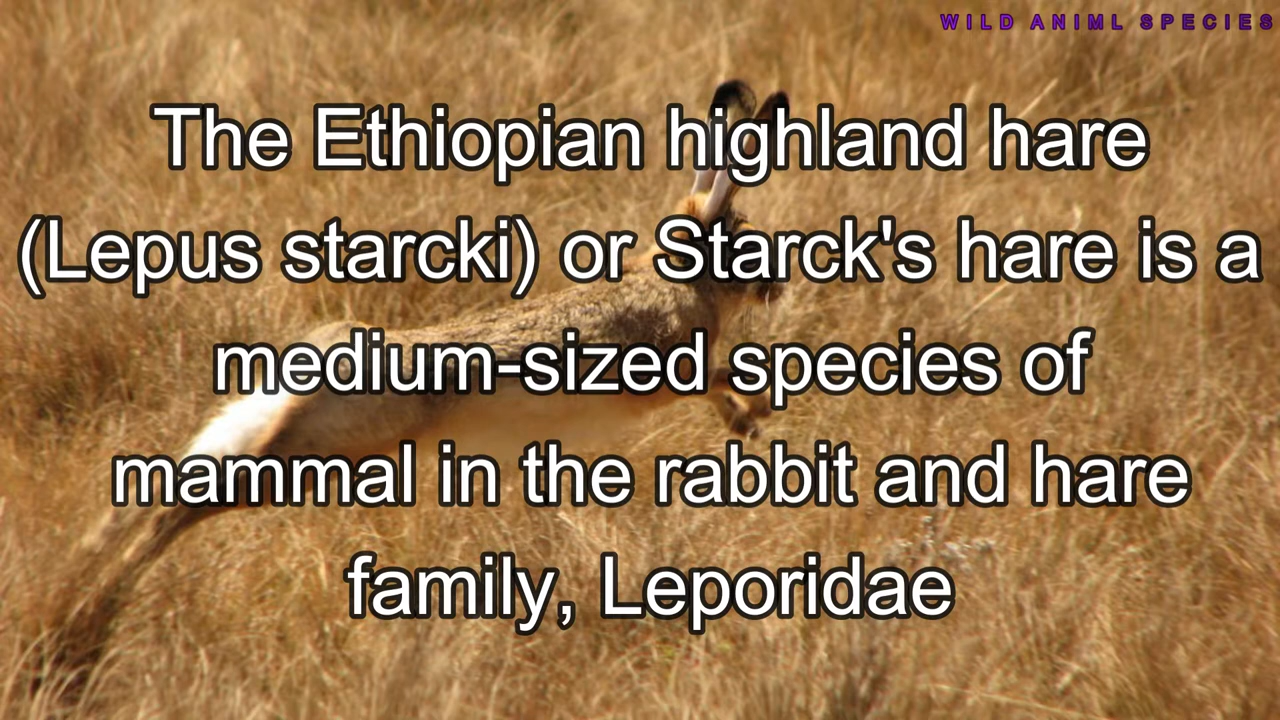 WILD ANIML SPECIES
The Ethiopian highland hare
(Lepus starcki) or Starck's hare is a
medium-sized species of
mammal in the rabbit and hare
family, Leporidae